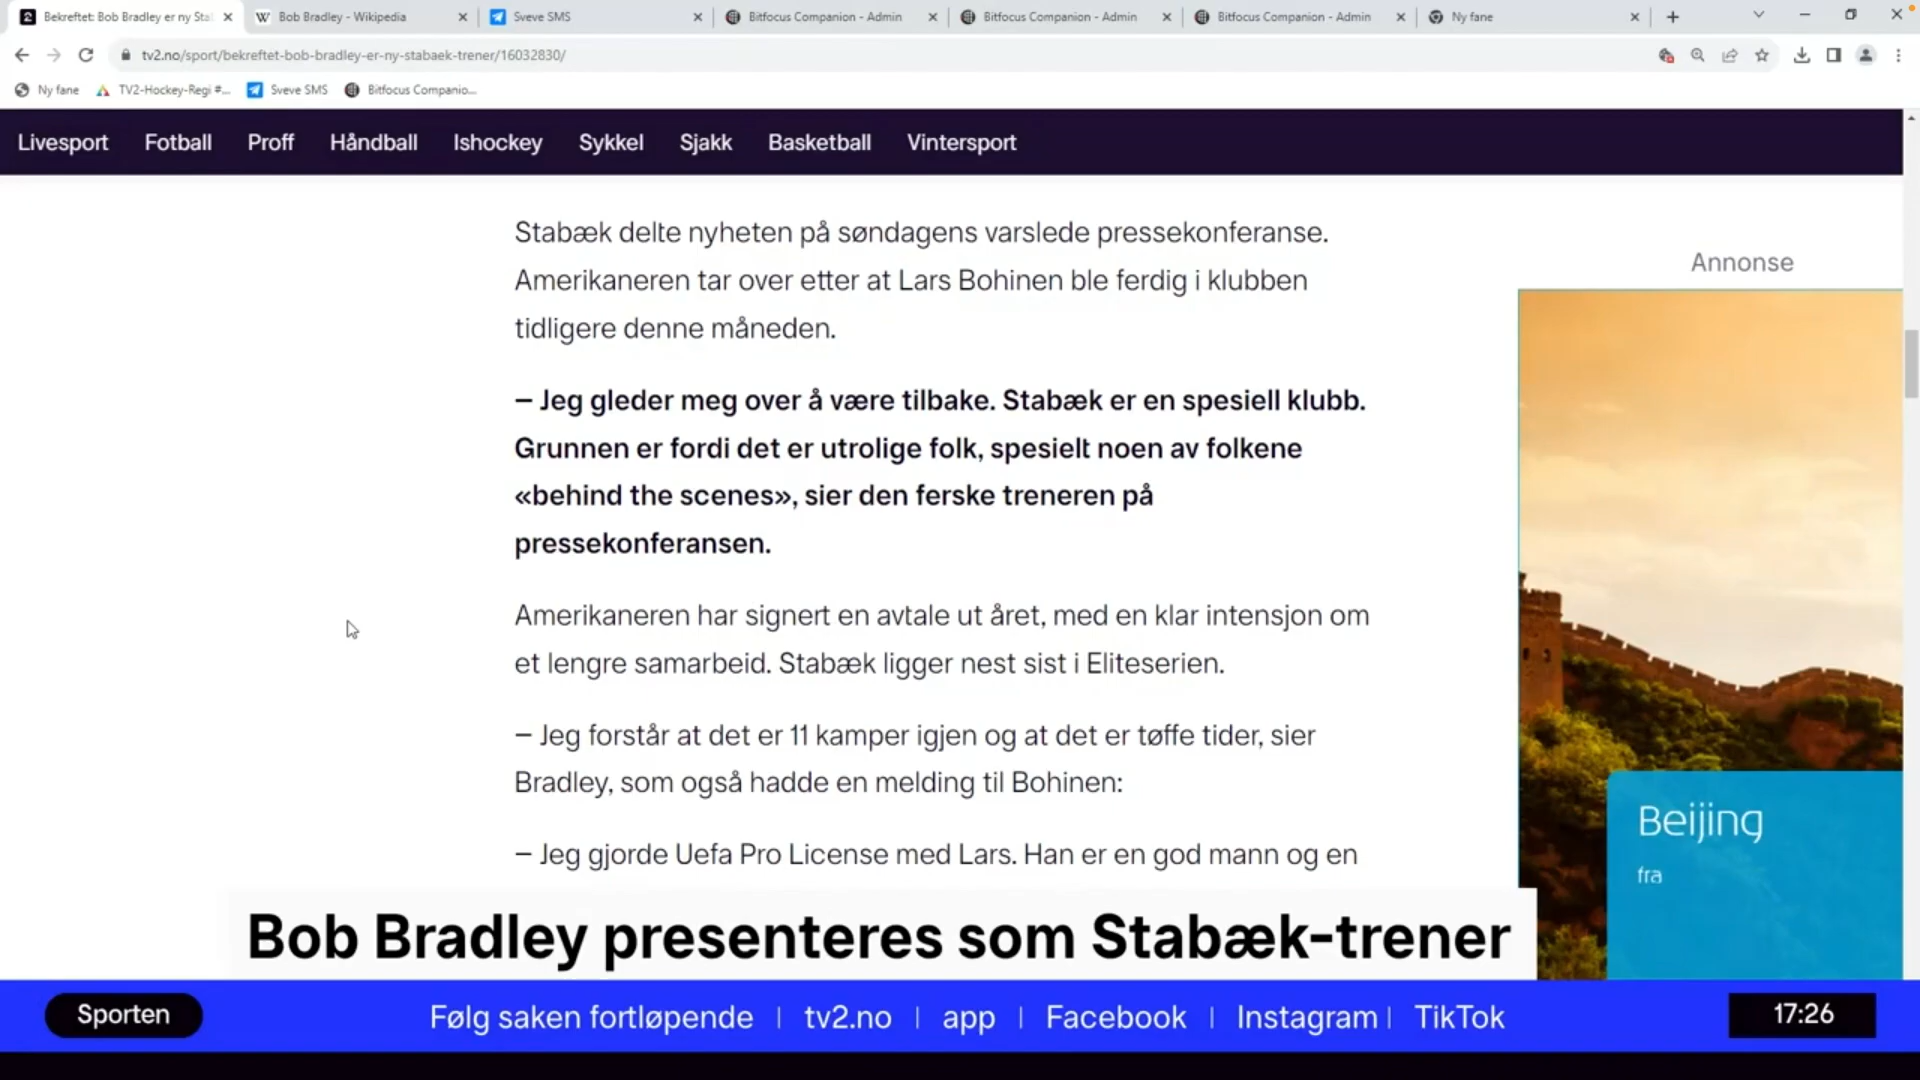 Bekreftet: Bob Bradley er ny Sta
Bob Bradley - Wikipedia
Sveve SMS
Bitfocus Companion - Admin
Bitfocus Companion - Admin
Bitfocus Companion - Admin
Ny fane
tv2.no/sport/bekreftet-bob-bradley-er-ny-stabaek-trener/16032830/
Ny fane
TV2-Hockey-Regi #...
Sveve SMS
Bitfocus Companio...
Livesport Fotball Proff Håndball Ishockey Sykkel Sjakk Basketball Vintersport
Stabæk delte nyheten på søndagens varslede pressekonferanse.
Amerikaneren tar over etter at Lars Bohinen ble ferdig i klubben
tidligere denne måneden.
Annonse
– Jeg gleder meg over å være tilbake. Stabæk er en spesiell klubb.
Grunnen er fordi det er utrolige folk, spesielt noen av folkene
«behind the scenes», sier den ferske treneren på
pressekonferansen.
Amerikaneren har signert en avtale ut året, med en klar intensjon om
et lengre samarbeid. Stabæk ligger nest sist i Eliteserien.
– Jeg forstår at det er 11 kamper igjen og at det er tøffe tider, sier
Bradley, som også hadde en melding til Bohinen:
– Jeg gjorde Uefa Pro License med Lars. Han er en god mann og en
Beijing
fra
Bob Bradley presenteres som Stabæk-trener
Sporten
Følg saken fortløpende | tv2.no | app | Facebook | Instagram | TikTok
17:26